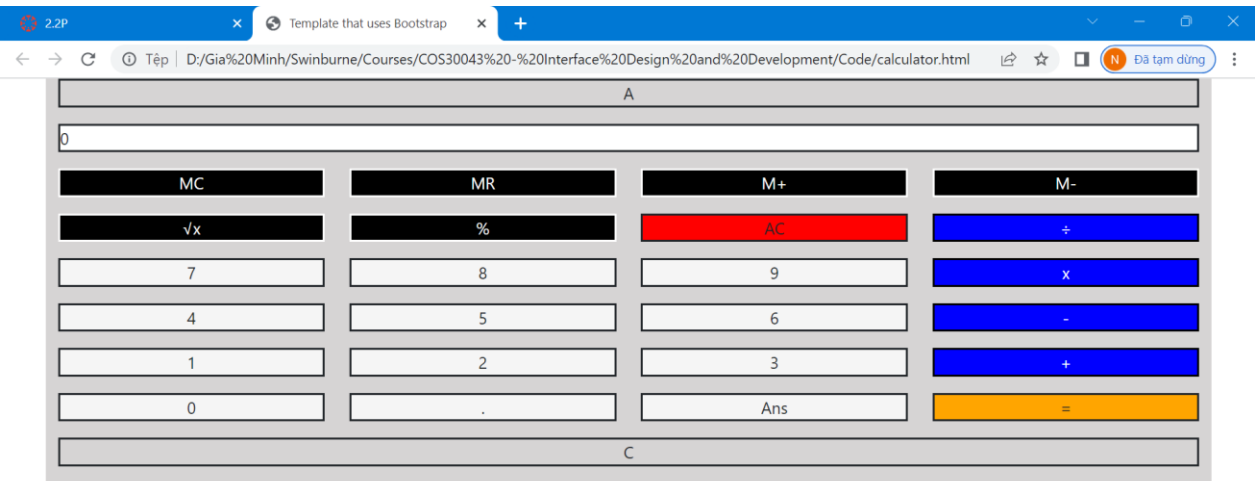 2.2P Template that uses Bootstrap
Tệp D:/Gia%20Minh/Swinburne/Courses/COS30043%20-%20Interface%20Design%20and%20Development/Code/calculator.html N Đã tạm dừng
A
0
MC MR M+ M-
√x % AC ÷
7 8 9 x
4 5 6 -
1 2 3 +
0 . Ans =
C